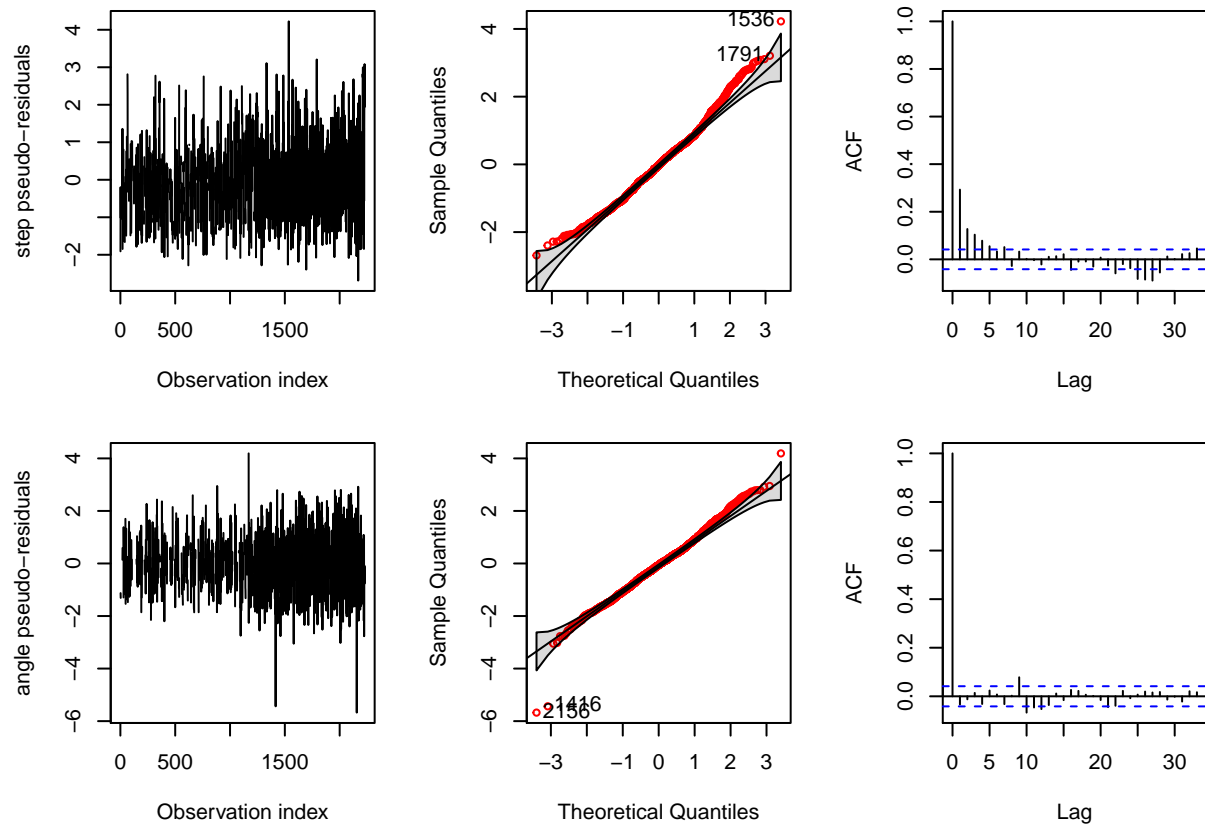 step pseudo-residuals
−2 0 1 2 3 4
0 500 1500
Observation index
Sample Quantiles
−2 0 2 4
1536
1791
−3 −1 1 2 3
Theoretical Quantiles
ACF
0.0 0.2 0.4 0.6 0.8 1.0
0 5 10 20 30
Lag
angle pseudo-residuals
−6 −4 −2 0 2 4
0 500 1500
Observation index
Sample Quantiles
−6 −4 −2 0 2 4
1416
2156
−3 −1 0 1 2 3
Theoretical Quantiles
ACF
0.0 0.2 0.4 0.6 0.8 1.0
0 5 10 20 30
Lag